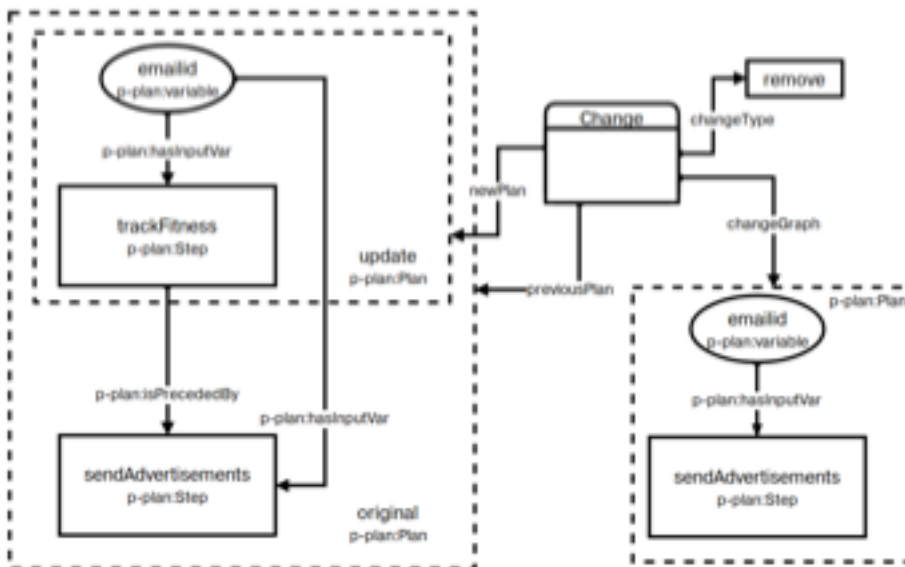 emailid
p-plan:variable
p-plan:hasInputVar
trackFitness
p-plan:Step
update
p-plan:Plan
p-plan:isPrecededBy
p-plan:hasInputVar
sendAdvertisements
p-plan:Step
original
p-plan:Plan
newPlan
previousPlan
Change
changeType
remove
changeGraph
p-plan:Plan
emailid
p-plan:variable
p-plan:hasInputVar
sendAdvertisements
p-plan:Step